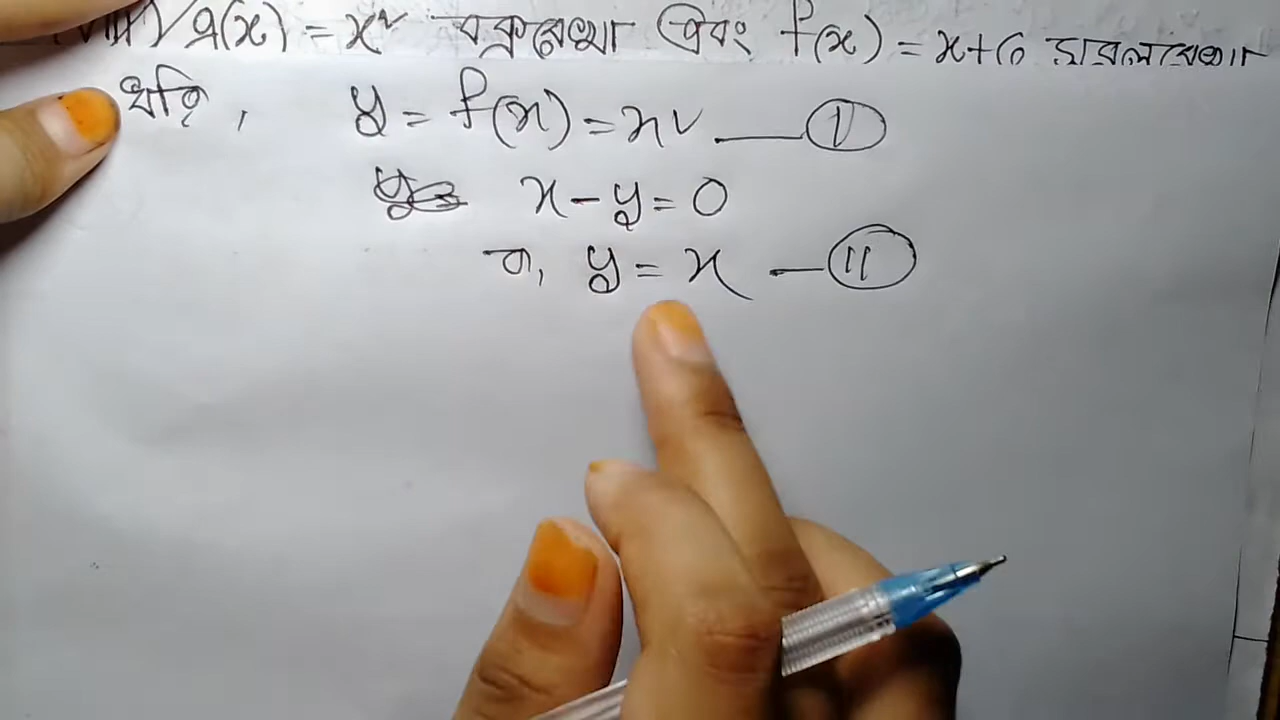 g(x) = x² বক্ররেখা এবং f(x) = x+6 সরলরেখা
ধরি, y = f(x) = x² —— (I)
x - y = 0
বা, y = x — (II)